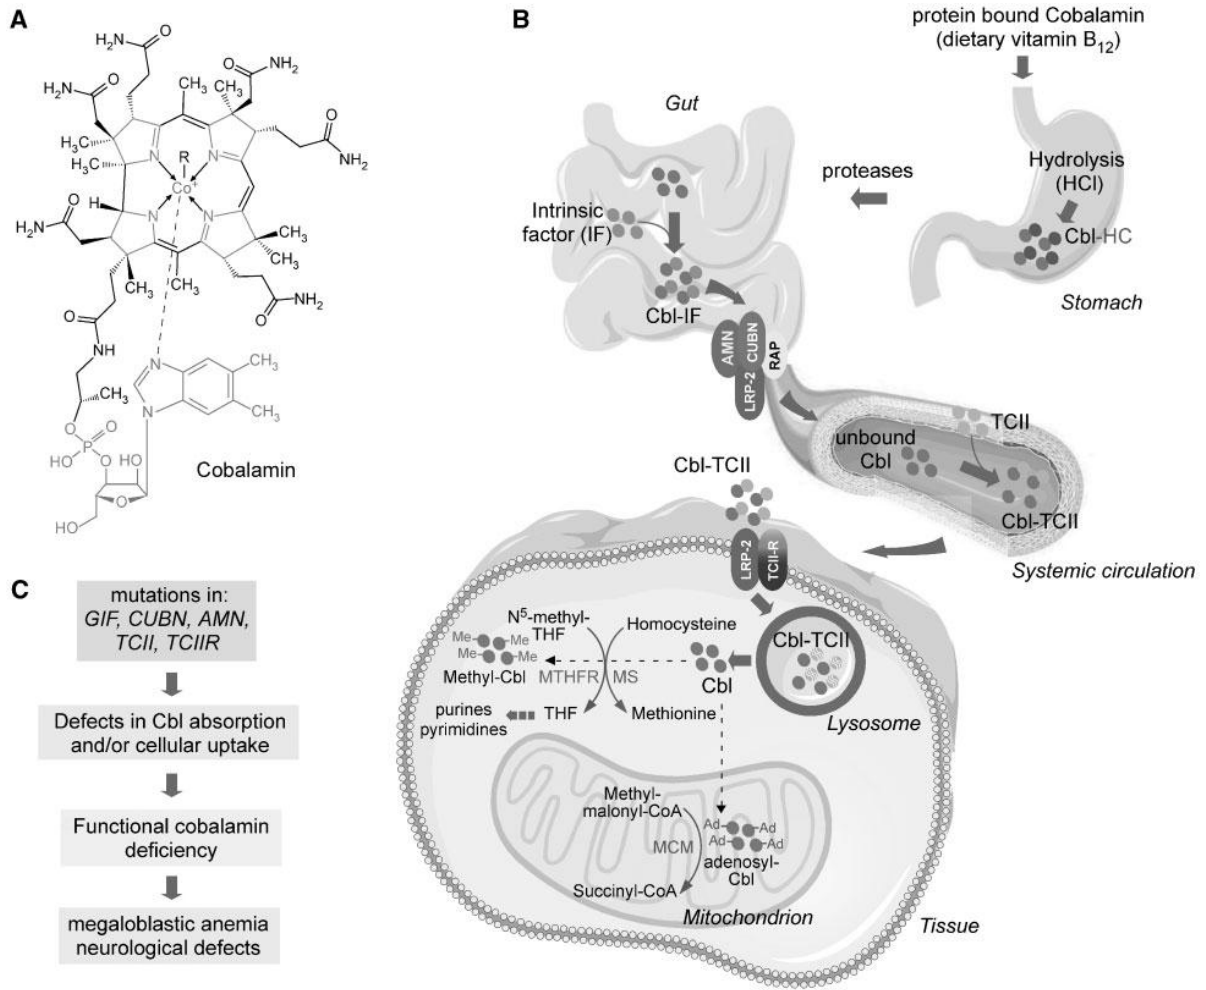 A
H₂N
O
H₂N
O
CH₃
CH₃
O
NH₂
H₃C
H₃C
N
N
R
Co⁺
N
N
O
NH₂
H
H₂N
O
CH₃
CH₃
CH₃
CH₃
O
NH₂
O
NH
CH₃
N
N
CH₃
CH₃
O
O
P
HO
O
HO
O
HO
Cobalamin
B
protein bound Cobalamin
(dietary vitamin B₁₂)
Gut
Hydrolysis
(HCl)
proteases
Intrinsic
factor (IF)
Cbl-HC
Stomach
Cbl-IF
AMN
CUBN
LRP-2
RAP
TCII
unbound
Cbl
Cbl-TCII
Systemic circulation
Cbl-TCII
LRP-2
TCII-R
Cbl-TCII
Lysosome
N⁵-methyl-
THF
Homocysteine
Me
Me
Me
Me
Methyl-Cbl
MTHFR
MS
Cbl
purines
pyrimidines
THF
Methionine
Methyl-
malonyl-CoA
Ad
Ad
Ad
Ad
MCM
adenosyl-
Cbl
Succinyl-CoA
Mitochondrion
Tissue
C
mutations in:
GIF, CUBN, AMN,
TCII, TCIIR
Defects in Cbl absorption
and/or cellular uptake
Functional cobalamin
deficiency
megaloblastic anemia
neurological defects